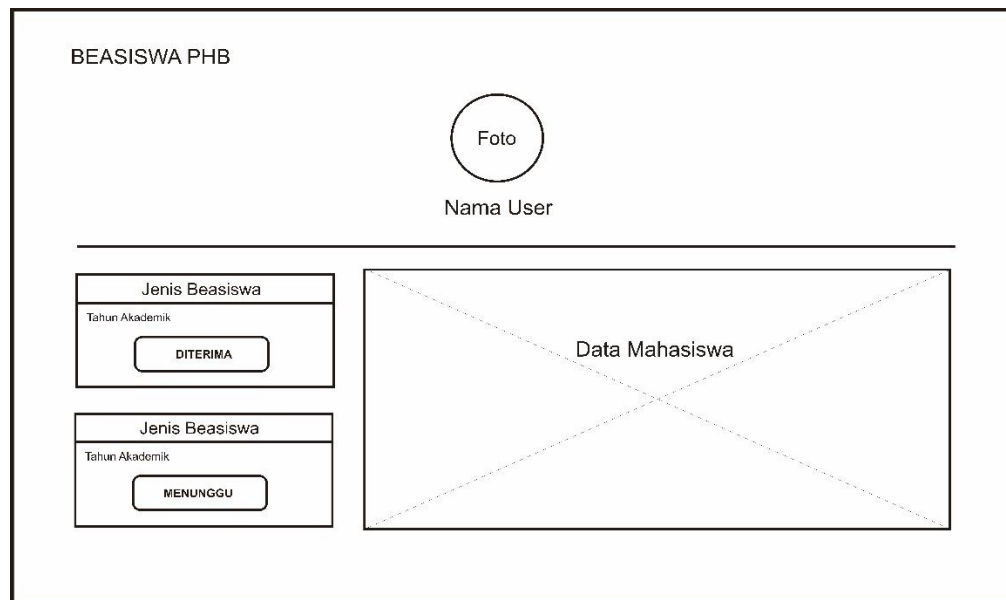 BEASISWA PHB
Foto
Nama User
Jenis Beasiswa
Tahun Akademik
DITERIMA
Jenis Beasiswa
Tahun Akademik
MENUNGGU
Data Mahasiswa